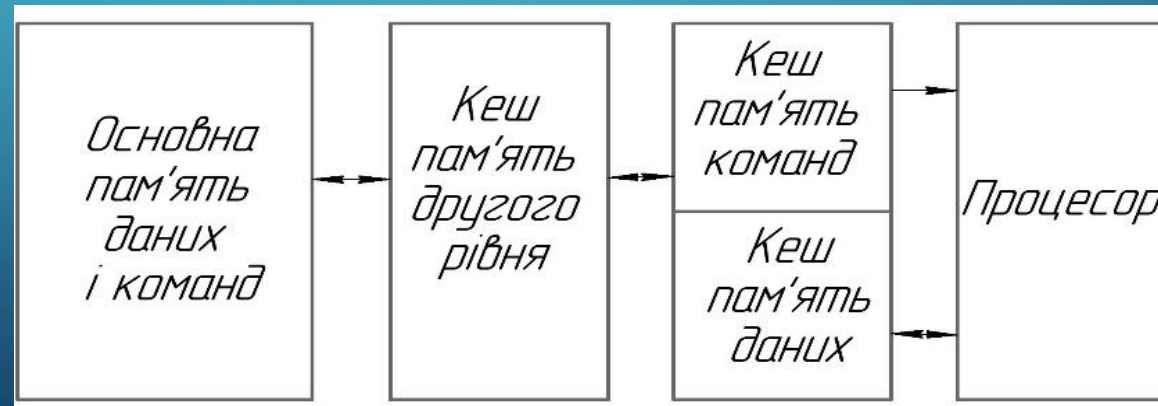 Основна
пам'ять
даних
і команд
Кеш
пам'ять
другого
рівня
Кеш
пам'ять
команд
Кеш
пам'ять
даних
Процесор